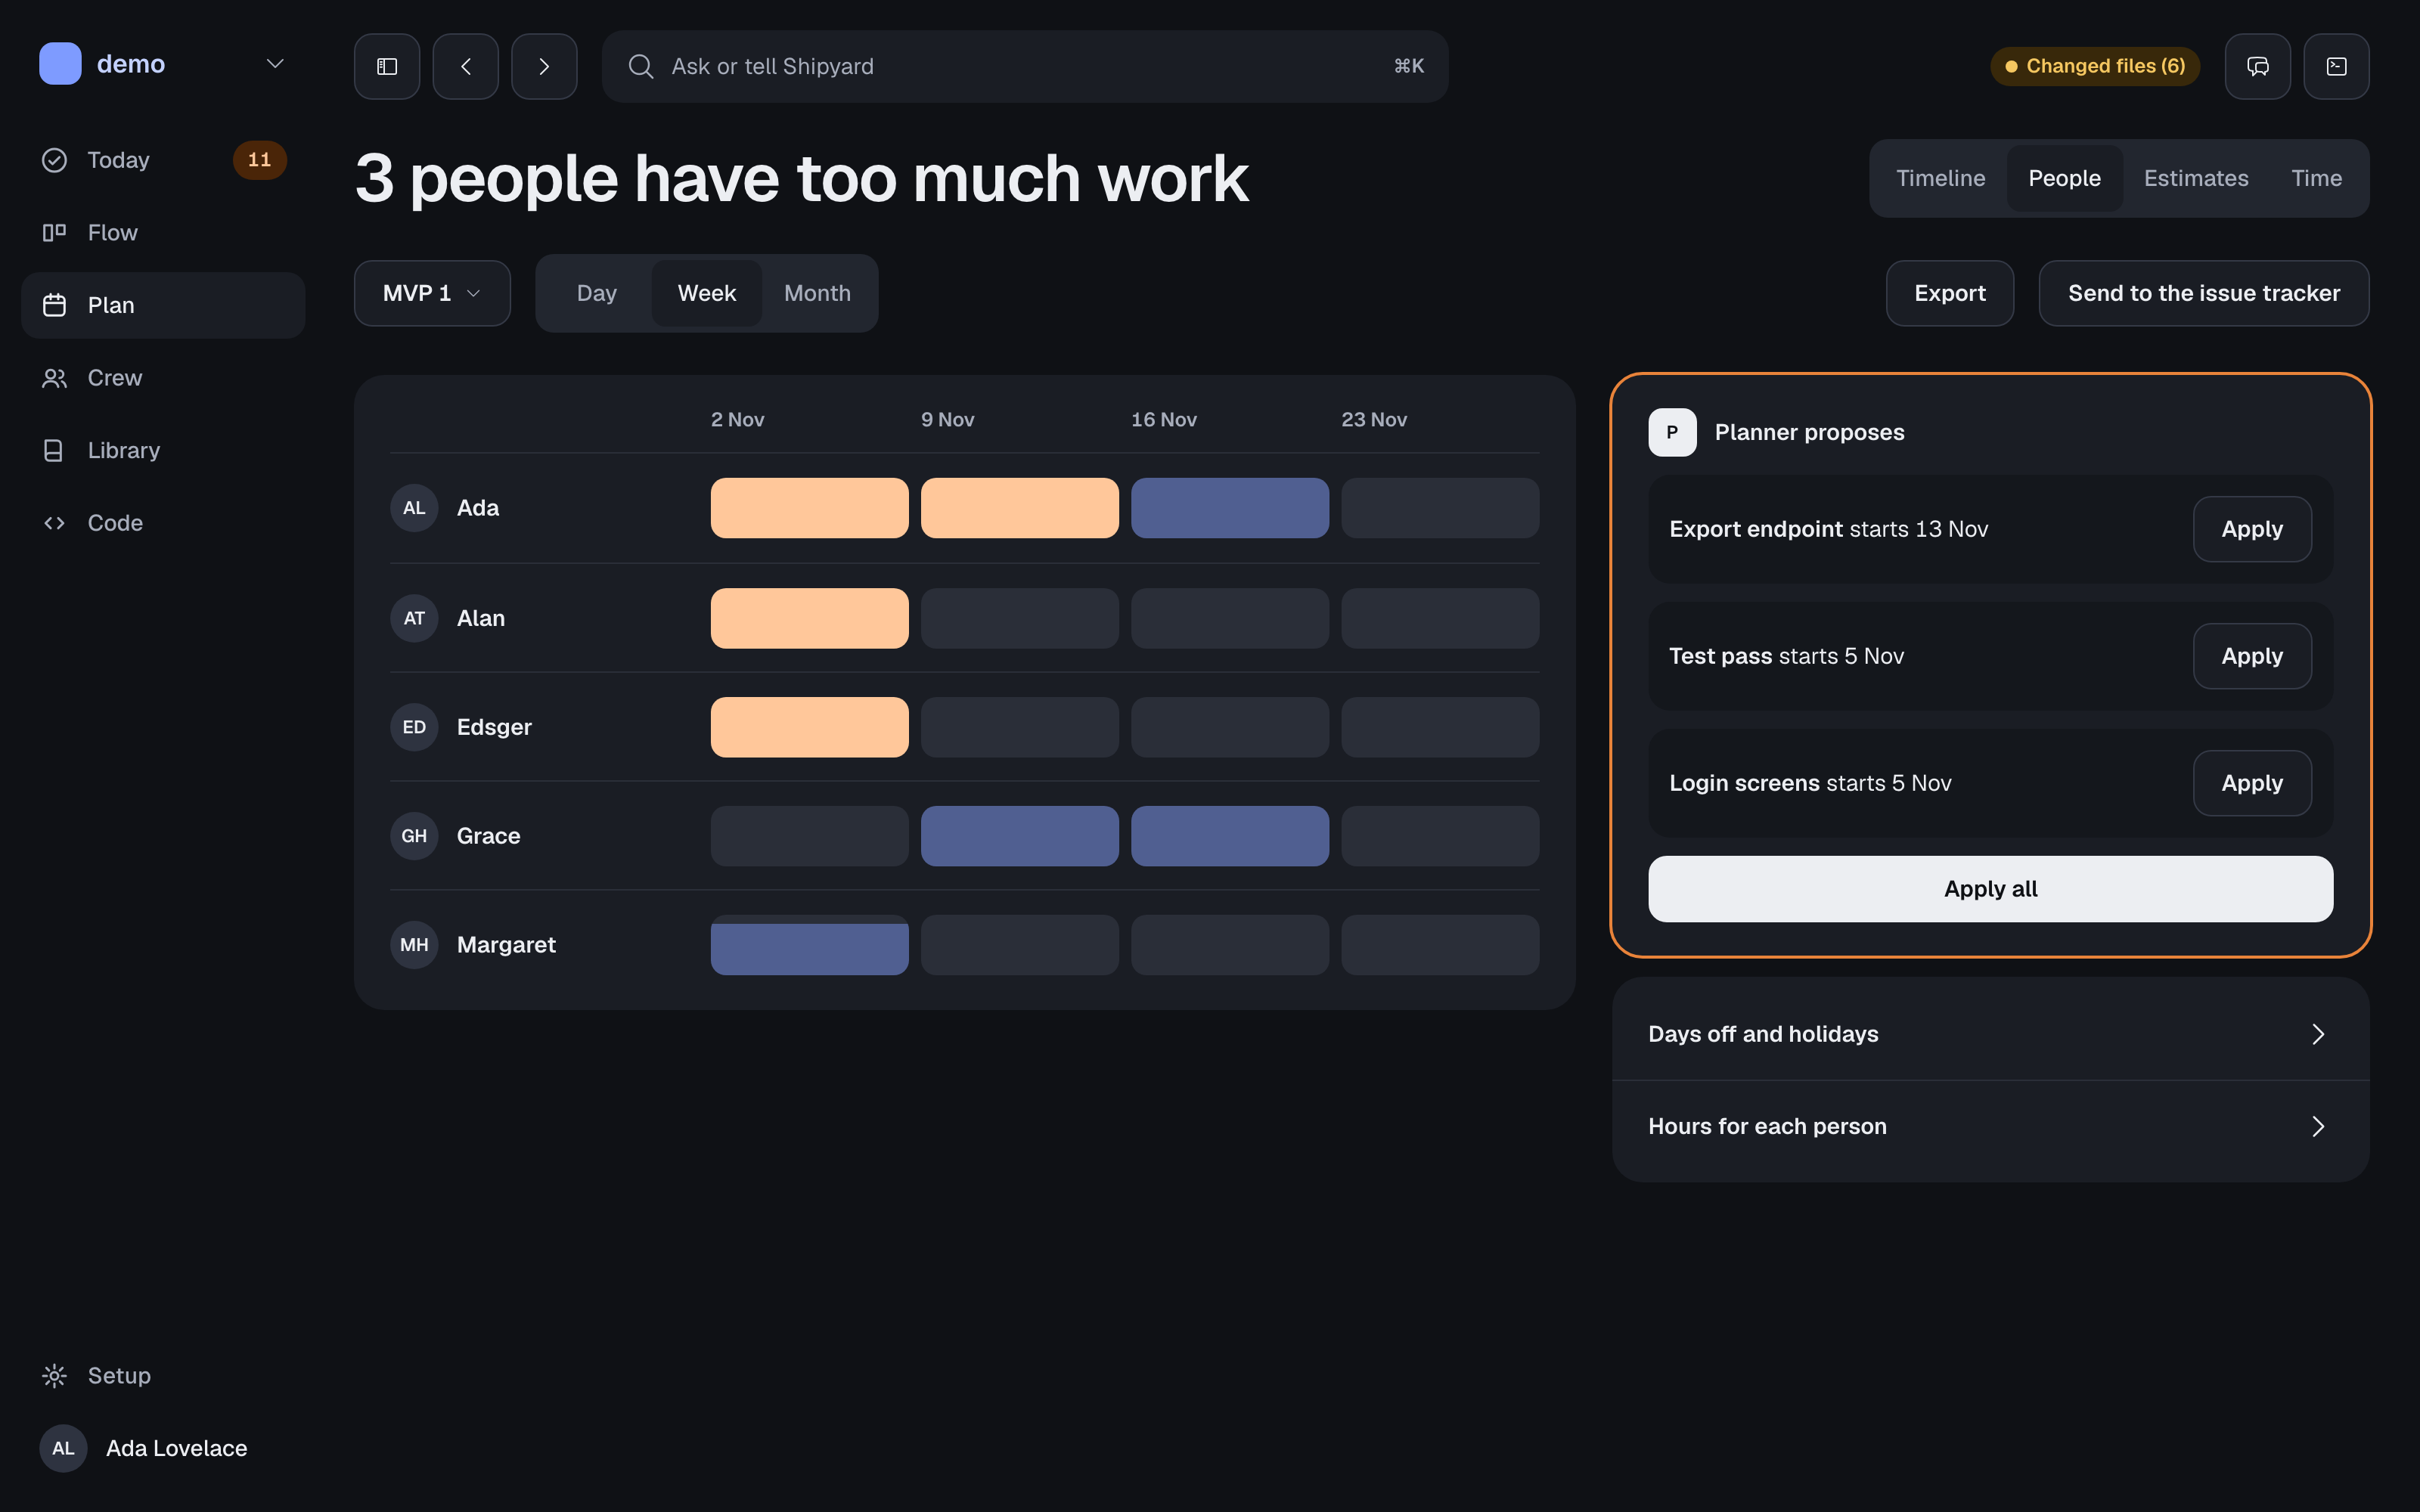 demo
Ask or tell Shipyard ⌘K
Changed files (6)
Today 11
Flow
Plan
Crew
Library
Code
Setup
AL Ada Lovelace
3 people have too much work
Timeline People Estimates Time
MVP 1 Day Week Month
Export Send to the issue tracker
2 Nov 9 Nov 16 Nov 23 Nov
AL Ada
AT Alan
ED Edsger
GH Grace
MH Margaret
P Planner proposes
Export endpoint starts 13 Nov Apply
Test pass starts 5 Nov Apply
Login screens starts 5 Nov Apply
Apply all
Days off and holidays
Hours for each person